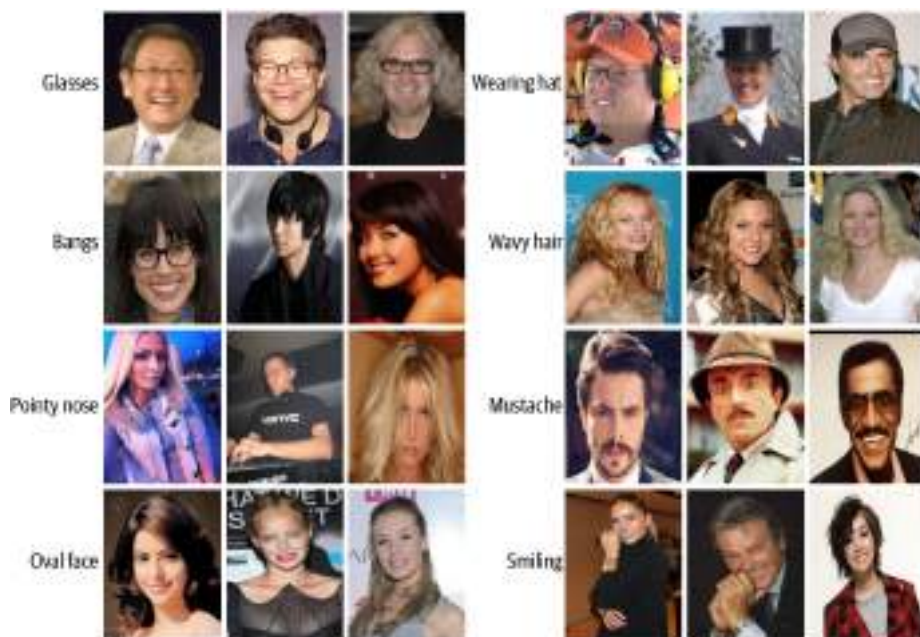 Glasses
Wearing hat
Bangs
Wavy hair
Pointy nose
Mustache
Oval face
Smiling